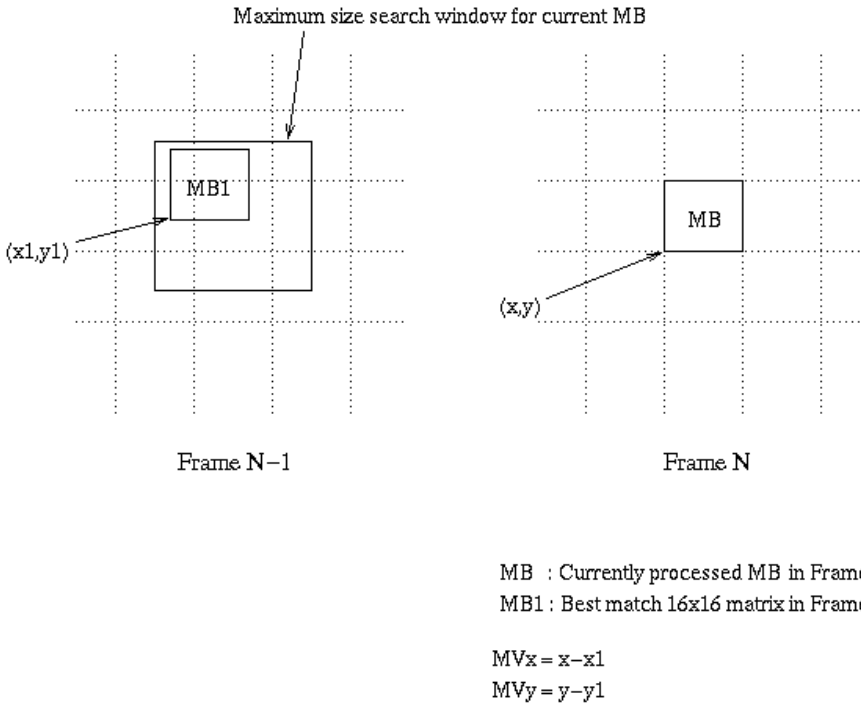 Maximum size search window for current MB
MB1
MB
(x1,y1)
(x,y)
Frame N−1
Frame N
MB : Currently processed MB in Frame
MB1 : Best match 16x16 matrix in Frame
MVx = x−x1
MVy = y−y1